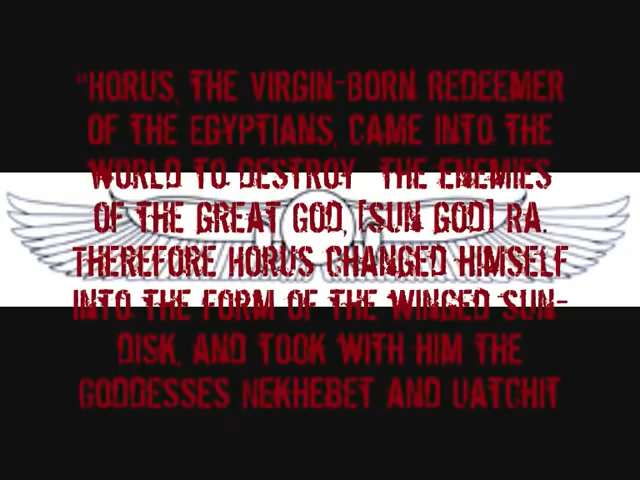 "HORUS, THE VIRGIN-BORN REDEEMER
OF THE EGYPTIANS, CAME INTO THE
WORLD TO DESTROY THE ENEMIES
OF THE GREAT GOD, [SUN GOD] RA.
THEREFORE HORUS CHANGED HIMSELF
INTO THE FORM OF THE WINGED SUN-
DISK, AND TOOK WITH HIM THE
GODDESSES NEKHEBET AND UATCHIT